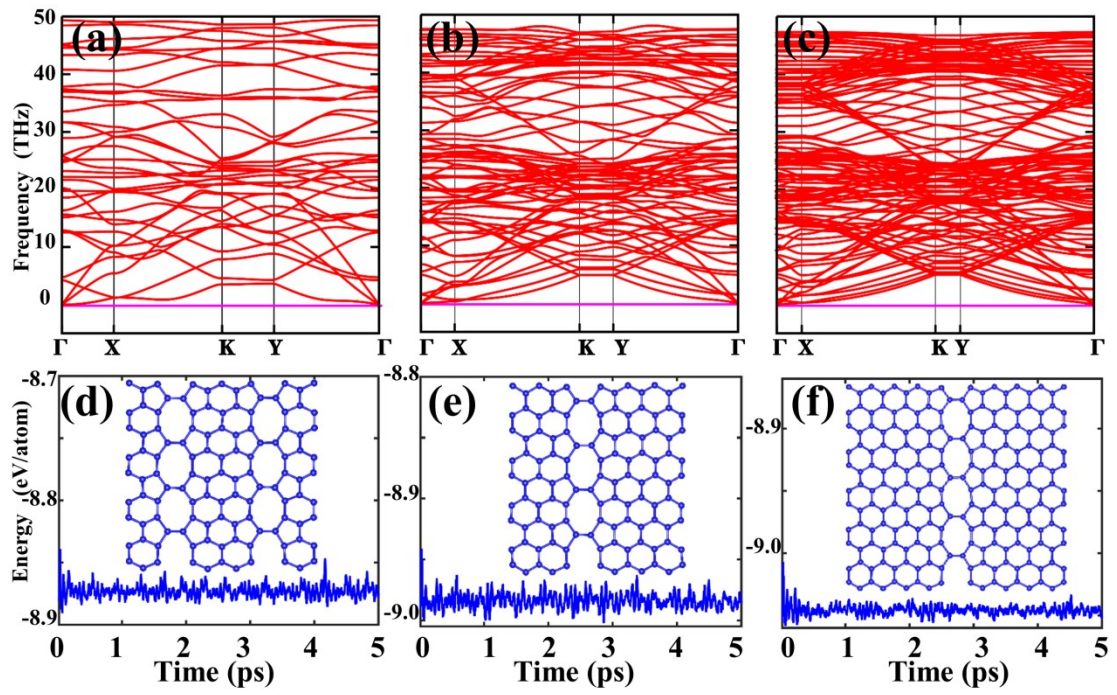 (a) (b) (c)
Frequency (THz)
50
40
30
20
10
0
Γ X K Y Γ Γ X K Y Γ Γ X K Y Γ
(d) (e) (f)
Energy (eV/atom)
-8.7
-8.8
-8.9
-8.8
-8.9
-9.0
-8.9
-9.0
0 1 2 3 4 5 0 1 2 3 4 5 0 1 2 3 4 5
Time (ps) Time (ps) Time (ps)